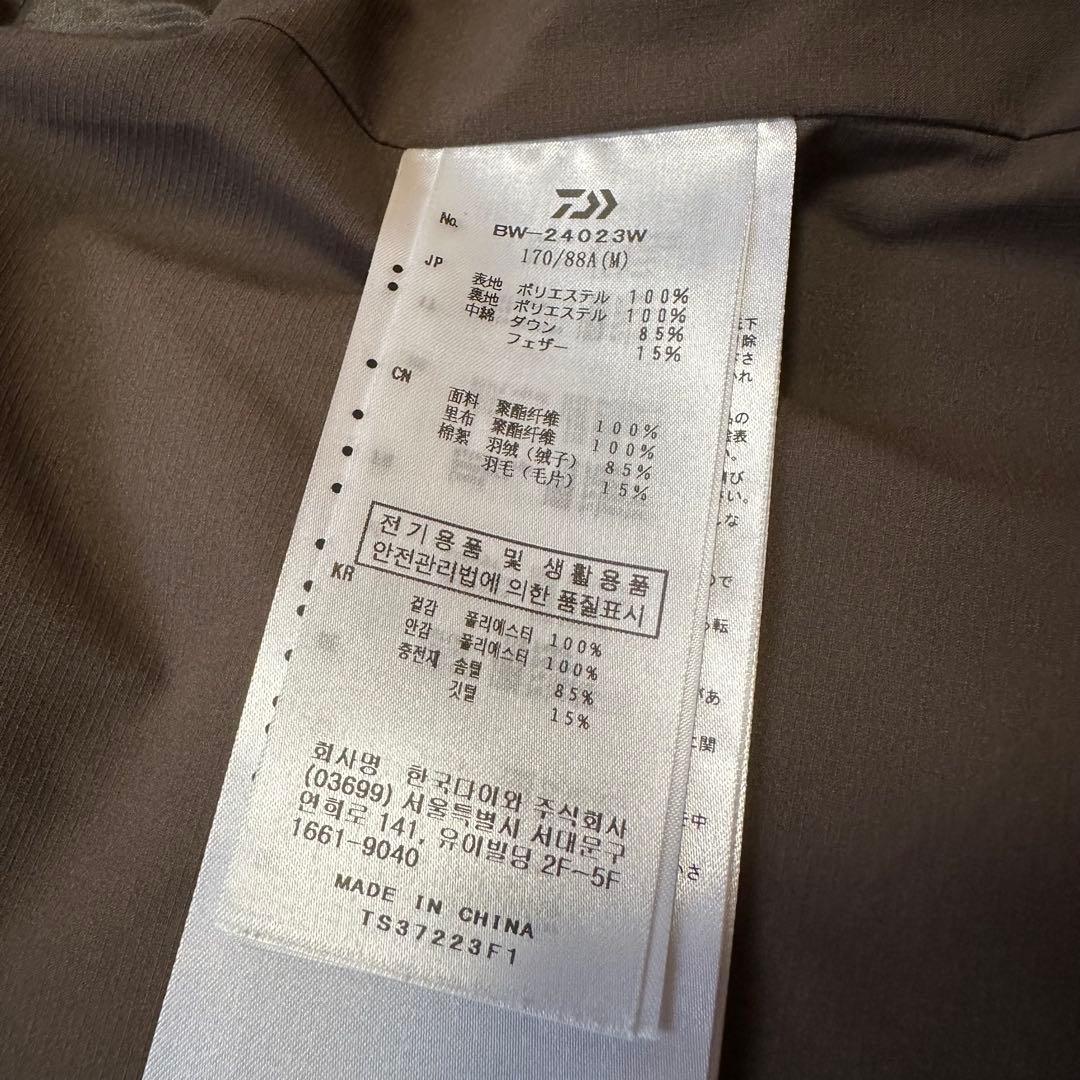 No. BW-24023W
170/88A(M)
JP
表地 ポリエステル 100%
裏地 ポリエステル 100%
中綿 ダウン 85%
フェザー 15%
CN
面料 聚酯纤维 100%
里布 聚酯纤维 100%
棉絮 羽绒（绒子） 85%
羽毛（毛片） 15%
전기용품 및 생활용품
안전관리법에 의한 품질표시
KR
겉감 폴리에스터 100%
안감 폴리에스터 100%
충전재 솜털 85%
깃털 15%
회사명 한국다이와 주식회사
(03699) 서울특별시 서대문구
연희로 141, 유이빌딩 2F~5F
1661-9040
MADE IN CHINA
TS37223F1